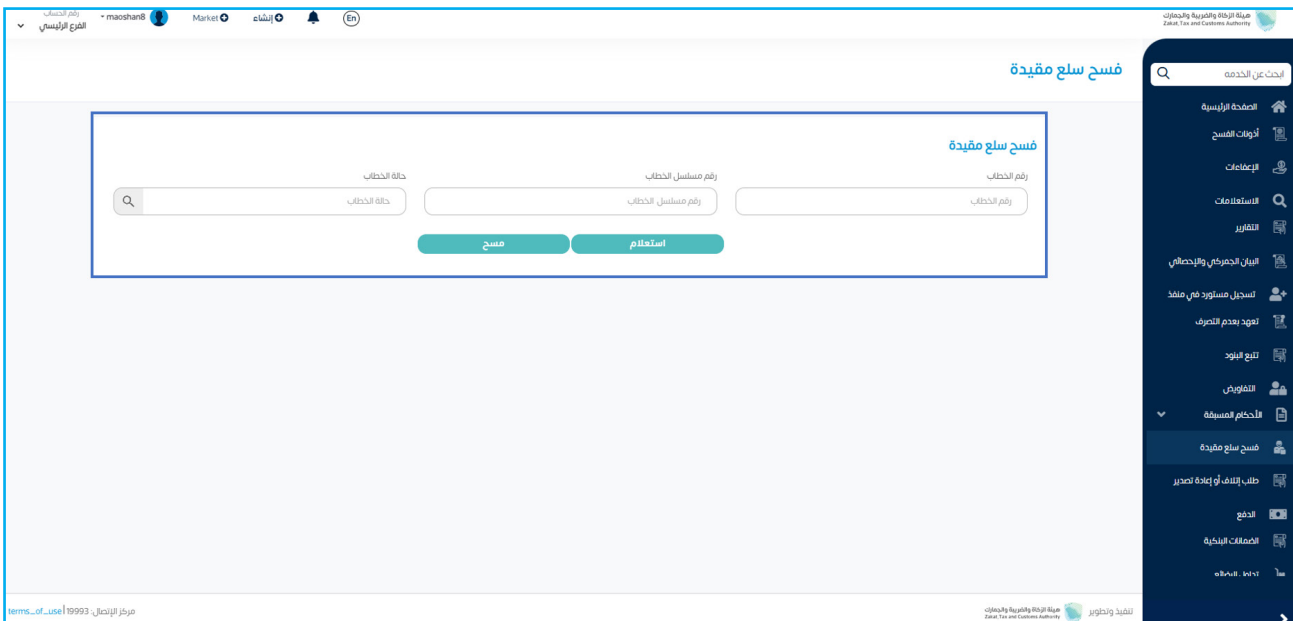 هيئة الزكاة والضريبة والجمارك
Zakat, Tax and Customs Authority
En
إنشاء
Market
maoshan8
رقم الحساب
الفرع الرئيسي
ابحث عن الخدمه
الصفحة الرئيسية
أذونات الفسح
الإعفاءات
الاستعلامات
التقارير
البيان الجمركي والإحصائي
تسجيل مستورد في منفذ
تعهد بعدم التصرف
تتبع البنود
التفاويض
الأحكام المسبقة
فسح سلع مقيدة
طلب إتلاف أو إعادة تصدير
الدفع
الضمانات البنكية
فسح سلع مقيدة
فسح سلع مقيدة
رقم الخطاب
رقم مسلسل الخطاب
حالة الخطاب
رقم الخطاب
رقم مسلسل الخطاب
حالة الخطاب
استعلام
مسح
تنفيذ وتطوير
هيئة الزكاة والضريبة والجمارك
Zakat, Tax and Customs Authority
مركز الإتصال: 19993 | terms_of_use